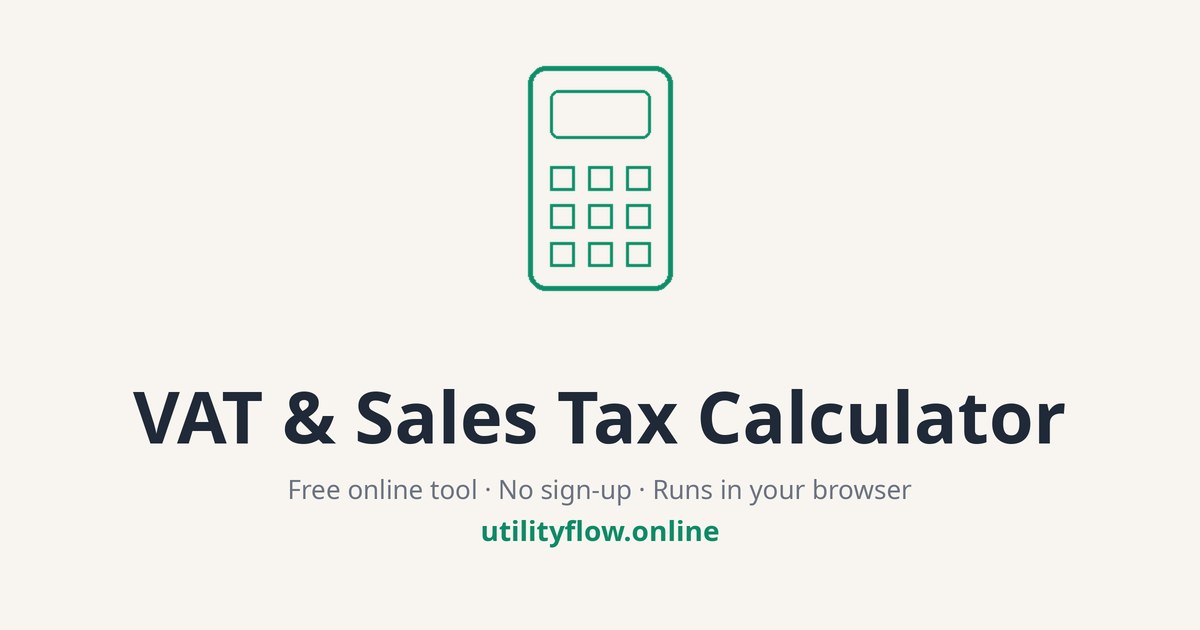 VAT & Sales Tax Calculator
Free online tool · No sign-up · Runs in your browser
utilityflow.online